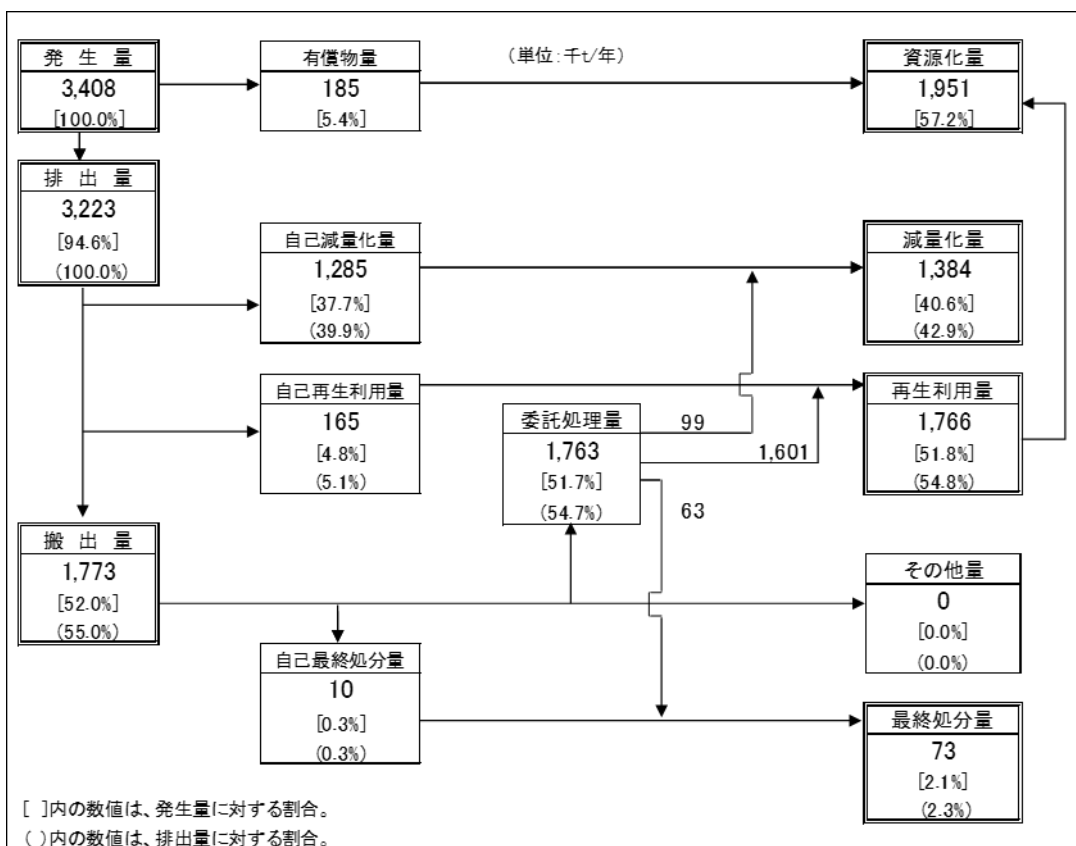 発 生 量
3,408
[100.0%]
有償物量
185
[5.4%]
(単位:千t/年)
資源化量
1,951
[57.2%]
排 出 量
3,223
[94.6%]
(100.0%)
自己減量化量
1,285
[37.7%]
(39.9%)
減量化量
1,384
[40.6%]
(42.9%)
自己再生利用量
165
[4.8%]
(5.1%)
委託処理量
1,763
[51.7%]
(54.7%)
99
1,601
63
再生利用量
1,766
[51.8%]
(54.8%)
搬 出 量
1,773
[52.0%]
(55.0%)
その他量
0
[0.0%]
(0.0%)
自己最終処分量
10
[0.3%]
(0.3%)
最終処分量
73
[2.1%]
(2.3%)
[ ]内の数値は、発生量に対する割合。
( )内の数値は、排出量に対する割合。